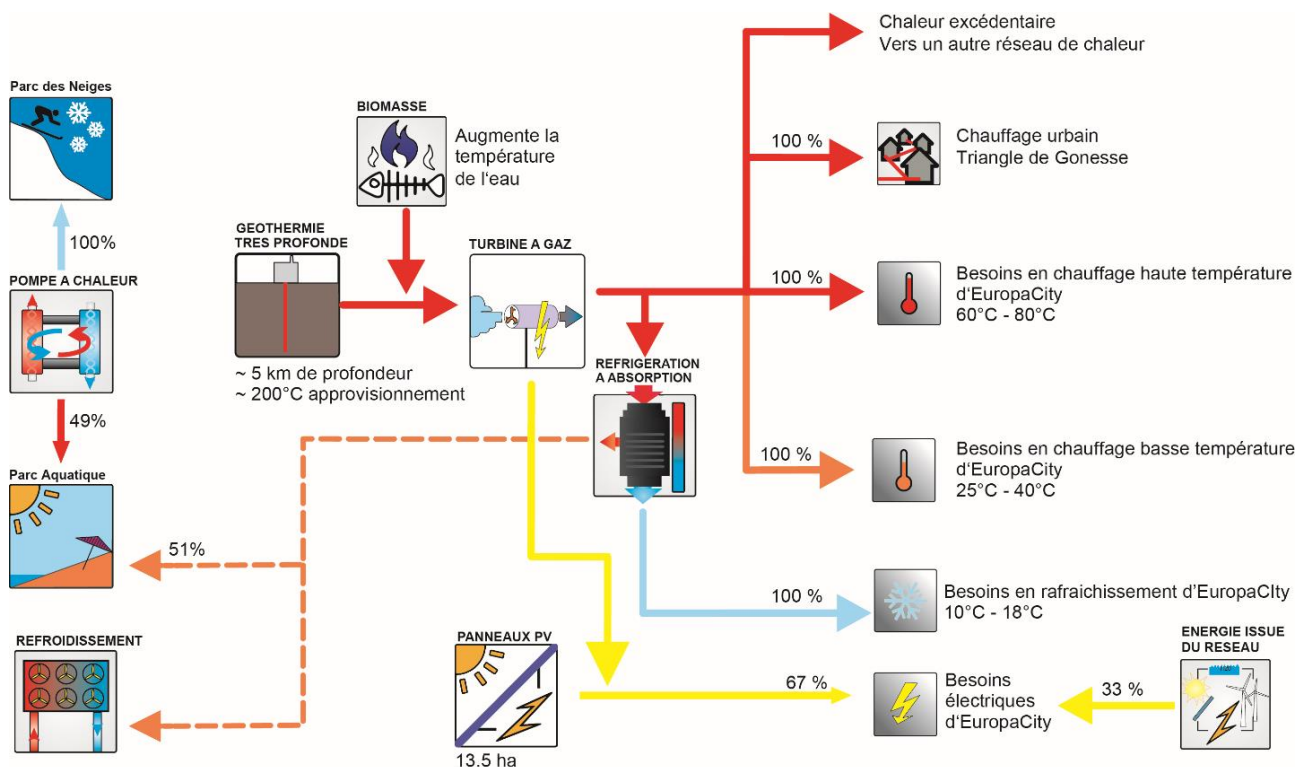 Chaleur excédentaire
Vers un autre réseau de chaleur
Parc des Neiges
BIOMASSE
Augmente la
température
de l'eau
100 %
Chauffage urbain
Triangle de Gonesse
GEOTHERMIE
TRES PROFONDE
TURBINE A GAZ
100%
POMPE A CHALEUR
100 %
Besoins en chauffage haute température
d'EuropaCity
60°C - 80°C
~ 5 km de profondeur
~ 200°C approvisionnement
REFRIGERATION
A ABSORPTION
49%
Parc Aquatique
100 %
Besoins en chauffage basse température
d'EuropaCity
25°C - 40°C
51%
100 %
Besoins en rafraichissement d'EuropaCIty
10°C - 18°C
REFROIDISSEMENT
PANNEAUX PV
13.5 ha
67 %
Besoins
électriques
d'EuropaCity
33 %
ENERGIE ISSUE
DU RESEAU